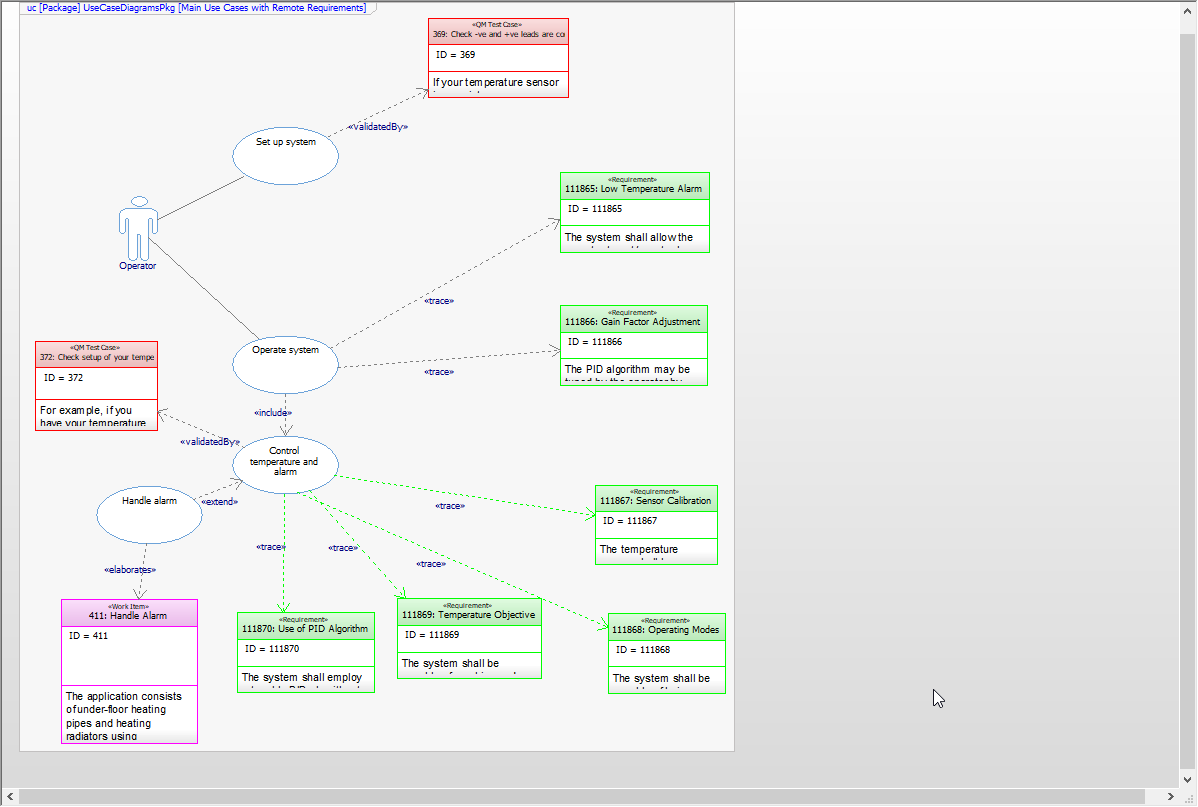 uc [Package] UseCaseDiagramsPkg [Main Use Cases with Remote Requirements]
«QM Test Case»
369: Check -ve and +ve leads are co
ID = 369
If your temperature sensor
«validatedBy»
Set up system
«Requirement»
111865: Low Temperature Alarm
ID = 111865
The system shall allow the
Operator
«trace»
«Requirement»
111866: Gain Factor Adjustment
ID = 111866
The PID algorithm may be
tuned by the operator by
Operate system
«trace»
«QM Test Case»
372: Check setup of your tempe
ID = 372
For example, if you
have your temperature
«include»
«validatedBy»
Control
temperature and
alarm
Handle alarm
«extend»
«trace»
«Requirement»
111867: Sensor Calibration
ID = 111867
The temperature
«trace»
«trace»
«trace»
«elaborates»
«Work Item»
411: Handle Alarm
ID = 411
The application consists
of under-floor heating
pipes and heating
radiators using
«Requirement»
111870: Use of PID Algorithm
ID = 111870
The system shall employ
«Requirement»
111869: Temperature Objective
ID = 111869
The system shall be
«Requirement»
111868: Operating Modes
ID = 111868
The system shall be